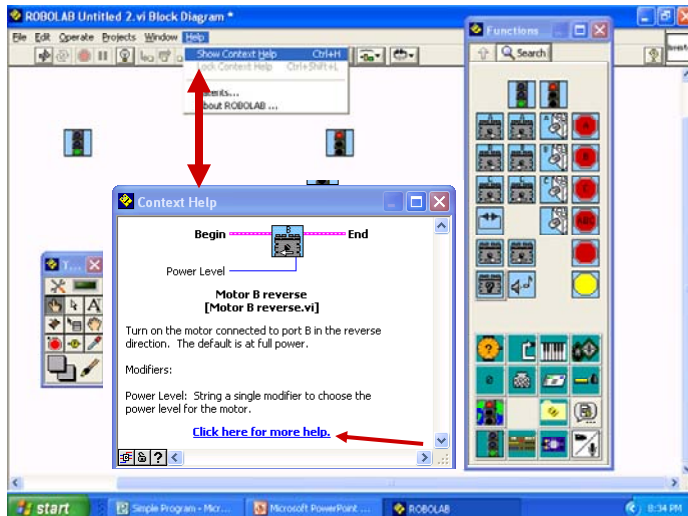 ROBOLAB Untitled 2.vi Block Diagram *
File Edit Operate Projects Window Help
Show Context Help Ctrl+H
Lock Context Help Ctrl+Shift+L
About ROBOLAB ...
Functions
Search
Context Help
Begin
B
End
Power Level
Motor B reverse
[Motor B reverse.vi]
Turn on the motor connected to port B in the reverse
direction. The default is at full power.
Modifiers:
Power Level: String a single modifier to choose the
power level for the motor.
Click here for more help.
T...
A
start
Simple Program - Micr...
Microsoft PowerPoint ...
ROBOLAB
8:34 PM